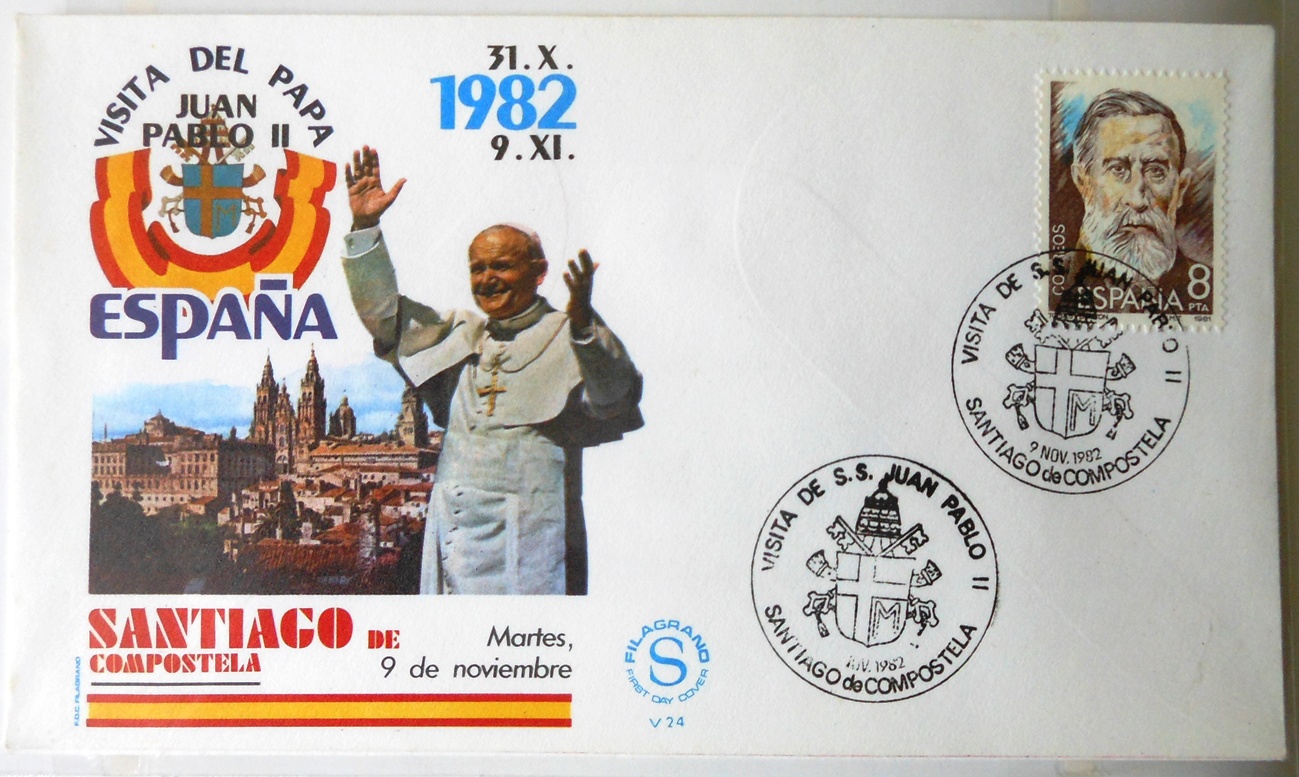 VISITA DEL PAPA
JUAN
PABLO II
ESPAÑA
31.X.
1982
9.XI.
CORREOS
ESPAÑA 8
PTA
1981
VISITA DE S.S. JUAN PABLO II
9 NOV. 1982
SANTIAGO de COMPOSTELA
VISITA DE S.S. JUAN PABLO II
1982
SANTIAGO de COMPOSTELA
SANTIAGO DE
COMPOSTELA
Martes,
9 de noviembre
F.D.C. FILAGRANO
FILAGRANO
S
FIRST DAY COVER
V 24